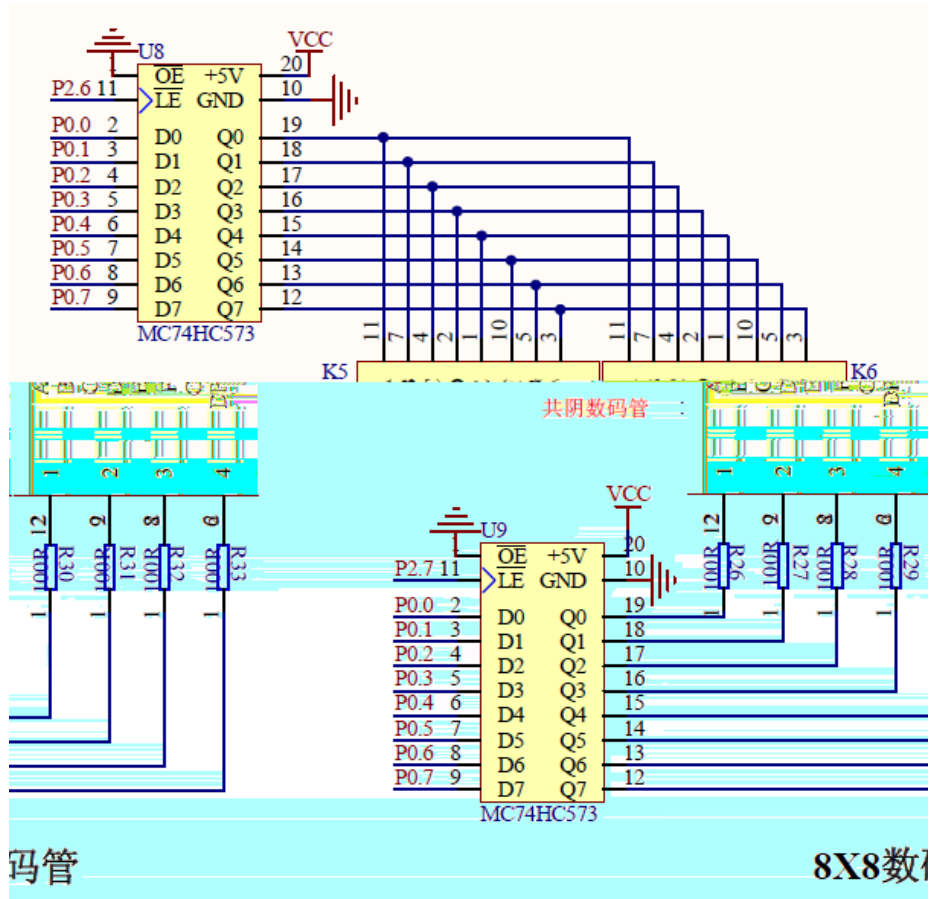 U8
VCC
1 OE +5V 20
P2.6 11 LE GND 10
P0.0 2 D0 Q0 19
P0.1 3 D1 Q1 18
P0.2 4 D2 Q2 17
P0.3 5 D3 Q3 16
P0.4 6 D4 Q4 15
P0.5 7 D5 Q5 14
P0.6 8 D6 Q6 13
P0.7 9 D7 Q7 12
MC74HC573
11 7 4 2 1 10 5 3
11 7 4 2 1 10 5 3
K5
K6
共阴数码管
1 2 3 4
1 2 3 4
12 9 8 6
12 9 8 6
R30 R31 R32 R33
R26 R27 R28 R29
1 1 1 1
1 1 1 1
VCC
U9
1 OE +5V 20
P2.7 11 LE GND 10
P0.0 2 D0 Q0 19
P0.1 3 D1 Q1 18
P0.2 4 D2 Q2 17
P0.3 5 D3 Q3 16
P0.4 6 D4 Q4 15
P0.5 7 D5 Q5 14
P0.6 8 D6 Q6 13
P0.7 9 D7 Q7 12
MC74HC573
码管
8X8数